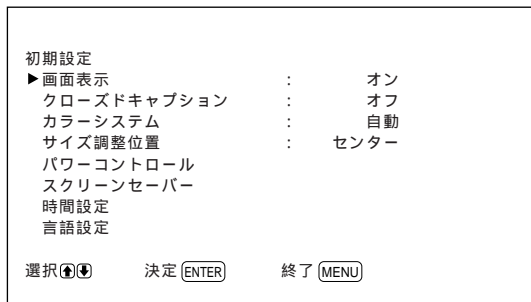 初期設定
▶画面表示 : オン
クローズドキャプション : オフ
カラーシステム : 自動
サイズ調整位置 : センター
パワーコントロール
スクリーンセーバー
時間設定
言語設定
選択⬆⬇ 決定 ENTER 終了 MENU